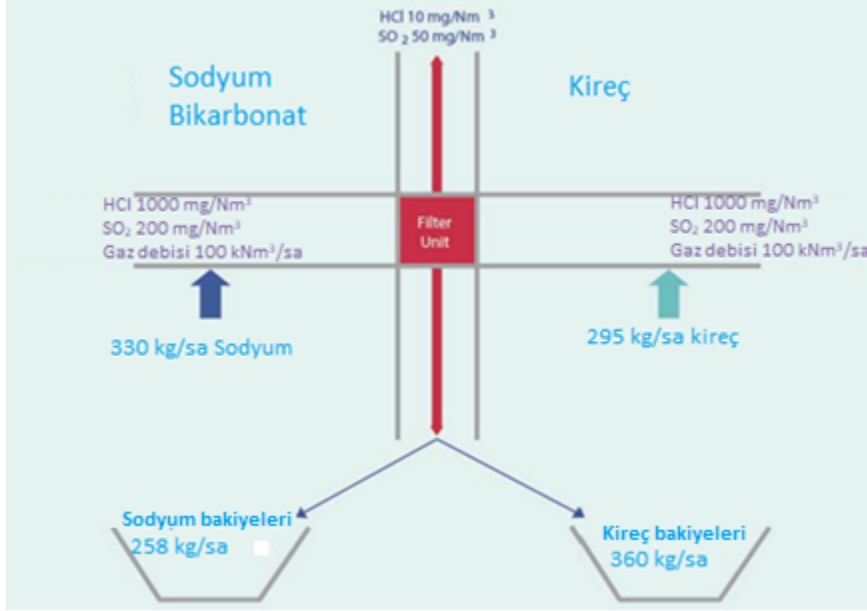 HCl 10 mg/Nm ³
SO ₂ 50 mg/Nm ³
Sodyum
Bikarbonat
Kireç
HCl 1000 mg/Nm³
SO₂ 200 mg/Nm³
Gaz debisi 100 kNm³/sa
Filter
Unit
HCl 1000 mg/Nm³
SO₂ 200 mg/Nm³
Gaz debisi 100 kNm³/sa
330 kg/sa Sodyum
295 kg/sa kireç
Sodyum bakiyeleri
258 kg/sa
Kireç bakiyeleri
360 kg/sa